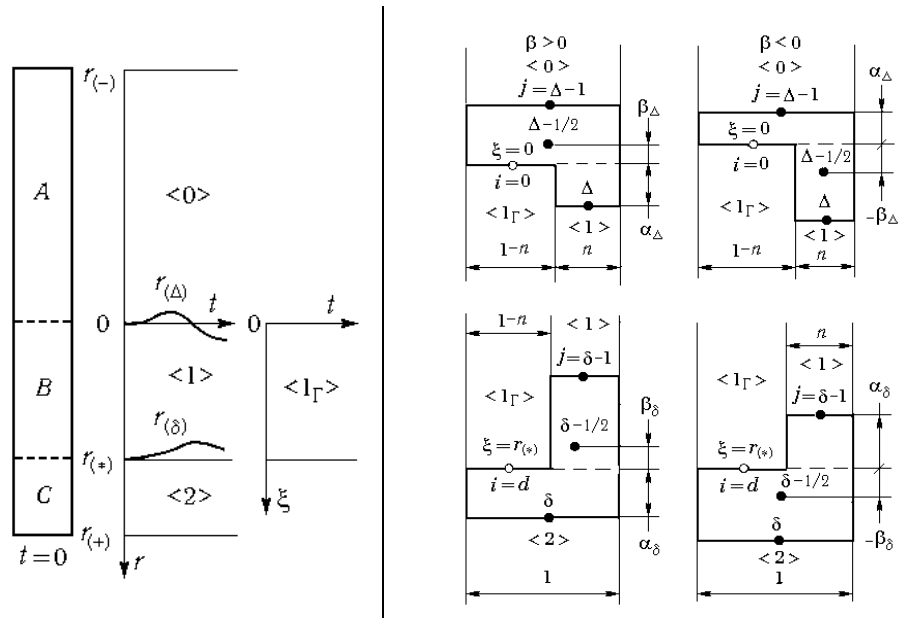 A
B
C
t=0
r(−)
<0>
r(Δ)
t
0
<1>
r(δ)
r(*)
<2>
r(+)
r
0
t
<1Γ>
ξ
β>0
<0>
j=Δ−1
Δ−1/2
ξ=0
i=0
Δ
<1Γ>
<1>
1−n
n
βΔ
αΔ
β<0
<0>
j=Δ−1
ξ=0
Δ−1/2
i=0
Δ
<1Γ>
<1>
1−n
n
αΔ
-βΔ
1−n
<1>
j=δ−1
<1Γ>
δ−1/2
ξ=r(*)
i=d
δ
<2>
1
βδ
αδ
n
<1>
<1Γ>
j=δ−1
ξ=r(*)
i=d
δ−1/2
δ
<2>
1
αδ
-βδ